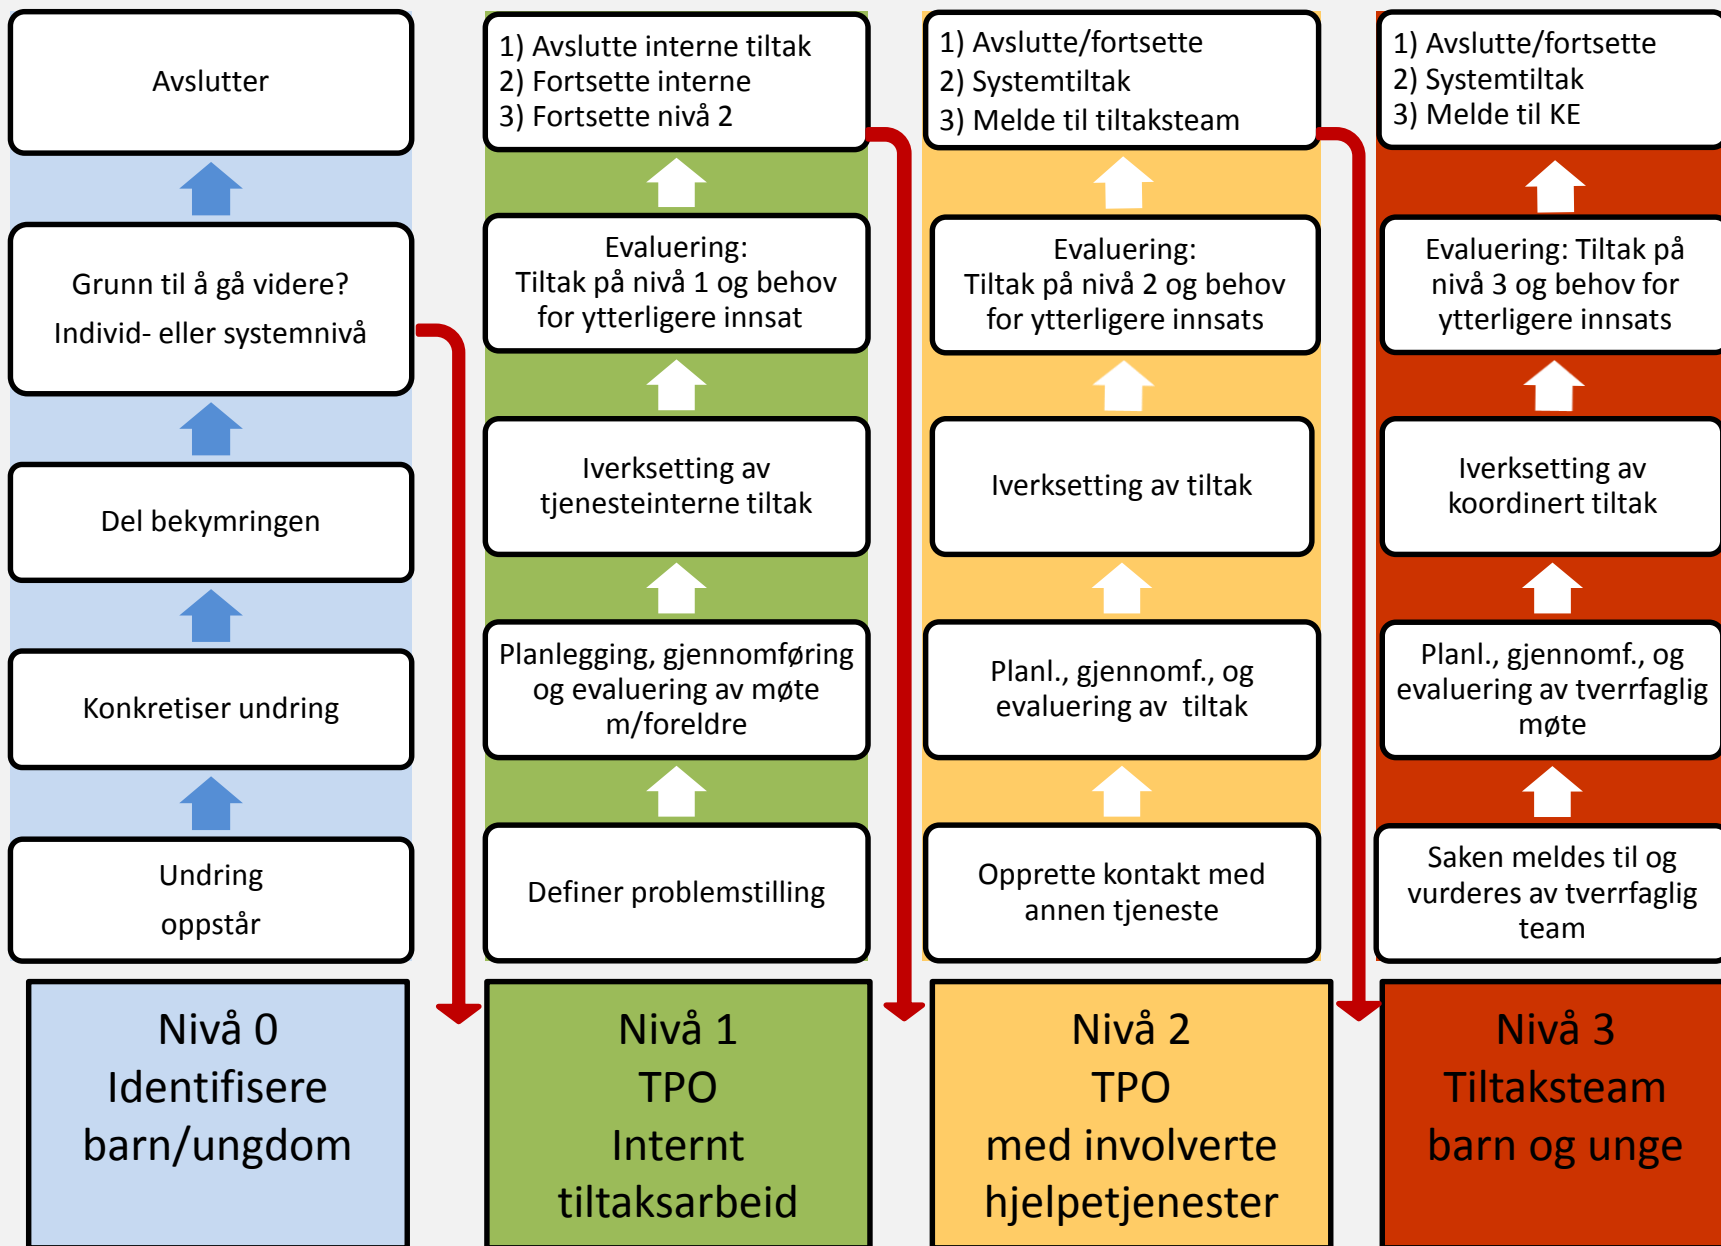 Avslutter
Grunn til å gå videre?
Individ- eller systemnivå
Del bekymringen
Konkretiser undring
Undring
oppstår
Nivå 0
Identifisere
barn/ungdom
1) Avslutte interne tiltak
2) Fortsette interne
3) Fortsette nivå 2
Evaluering:
Tiltak på nivå 1 og behov
for ytterligere innsat
Iverksetting av
tjenesteinterne tiltak
Planlegging, gjennomføring
og evaluering av møte
m/foreldre
Definer problemstilling
Nivå 1
TPO
Internt
tiltaksarbeid
1) Avslutte/fortsette
2) Systemtiltak
3) Melde til tiltaksteam
Evaluering:
Tiltak på nivå 2 og behov
for ytterligere innsats
Iverksetting av tiltak
Planl., gjennomf., og
evaluering av  tiltak
Opprette kontakt med
annen tjeneste
Nivå 2
TPO
med involverte
hjelpetjenester
1) Avslutte/fortsette
2) Systemtiltak
3) Melde til KE
Evaluering: Tiltak på
nivå 3 og behov for
ytterligere innsats
Iverksetting av
koordinert tiltak
Planl., gjennomf., og
evaluering av tverrfaglig
møte
Saken meldes til og
vurderes av tverrfaglig
team
Nivå 3
Tiltaksteam
barn og unge